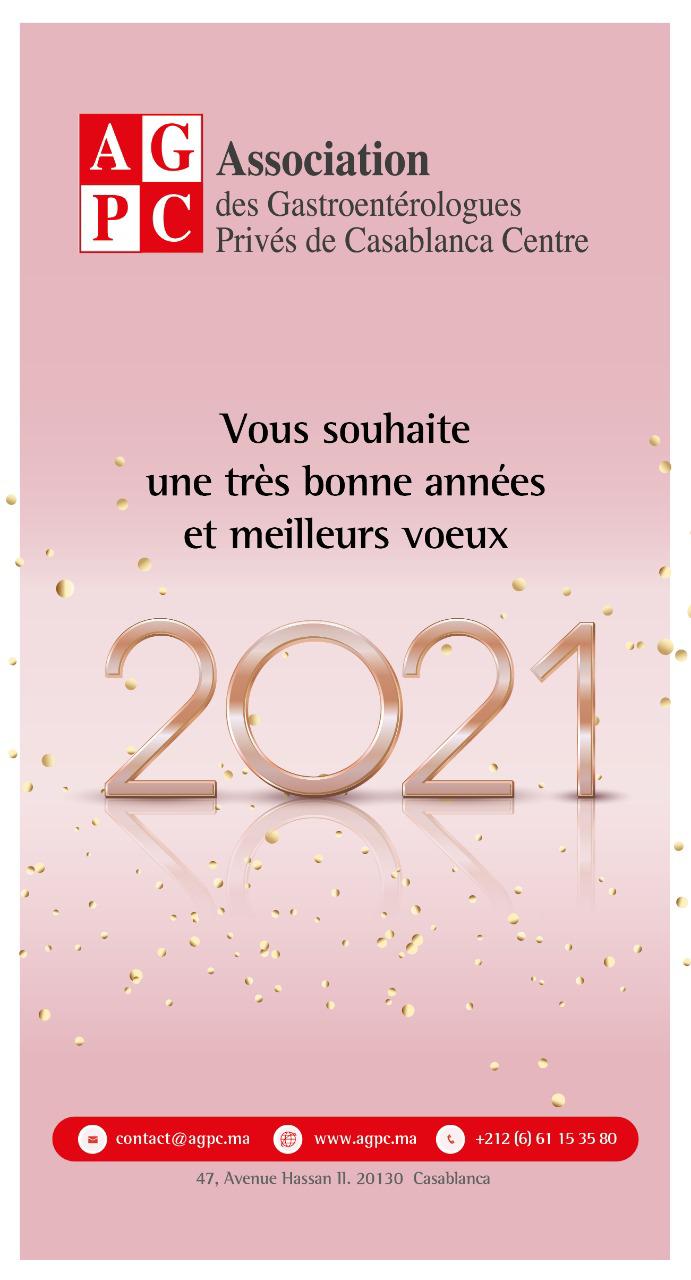 AG
PC
Association
des Gastroentérologues
Privés de Casablanca Centre
Vous souhaite
une très bonne années
et meilleurs voeux
2021
contact@agpc.ma www.agpc.ma +212 (6) 61 15 35 80
47, Avenue Hassan II. 20130 Casablanca